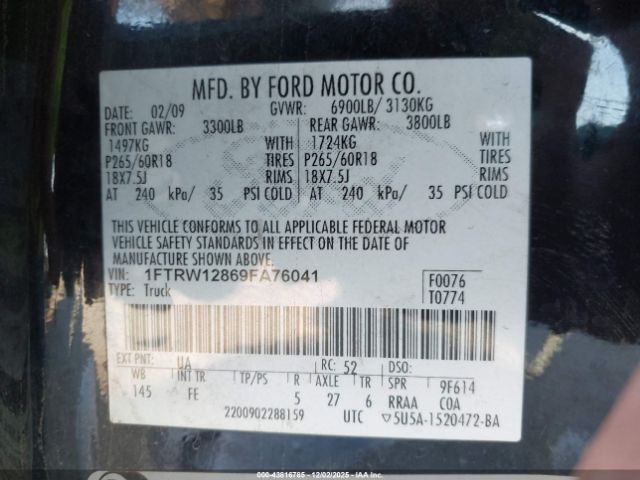 MFD. BY FORD MOTOR CO.
DATE: 02/09 GVWR: 6900LB/ 3130KG
FRONT GAWR: 3300LB REAR GAWR: 3800LB
1497KG WITH 1724KG WITH
P265/60R18 TIRES P265/60R18 TIRES
18X7.5J RIMS 18X7.5J RIMS
AT 240 kPa/ 35 PSI COLD AT 240 kPa/ 35 PSI COLD
THIS VEHICLE CONFORMS TO ALL APPLICABLE FEDERAL MOTOR
VEHICLE SAFETY STANDARDS IN EFFECT ON THE DATE OF
MANUFACTURE SHOWN ABOVE.
VIN: 1FTRW12869FA76041 F0076
TYPE: Truck T0774
EXT PNT: UA RC: 52 DSO:
WB INT TR TP/PS R AXLE TR SPR 9F614
145 FE 5 27 6 RRAA COA
2200902288159 UTC ▽5U5A-1520472-BA
© IAA - 43816785 - 12/02/2025 - IAAI.COM